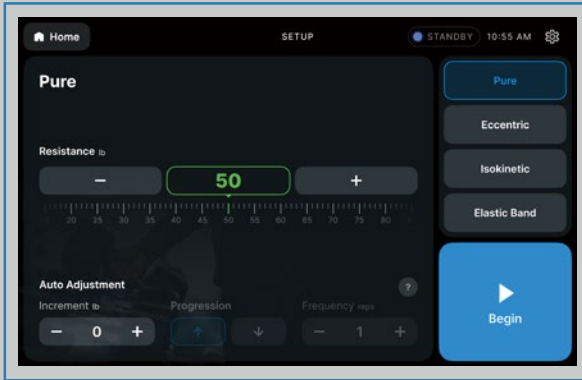 Home
SETUP
STANDBY
10:55 AM
Pure
Resistance lb
− 50 +
20 25 30 35 40 45 50 55 60 65 70 75 80
Auto Adjustment
?
Increment lb
Progression
Frequency reps
− 0 +
↑ ↓
− 1 +
Pure
Eccentric
Isokinetic
Elastic Band
Begin